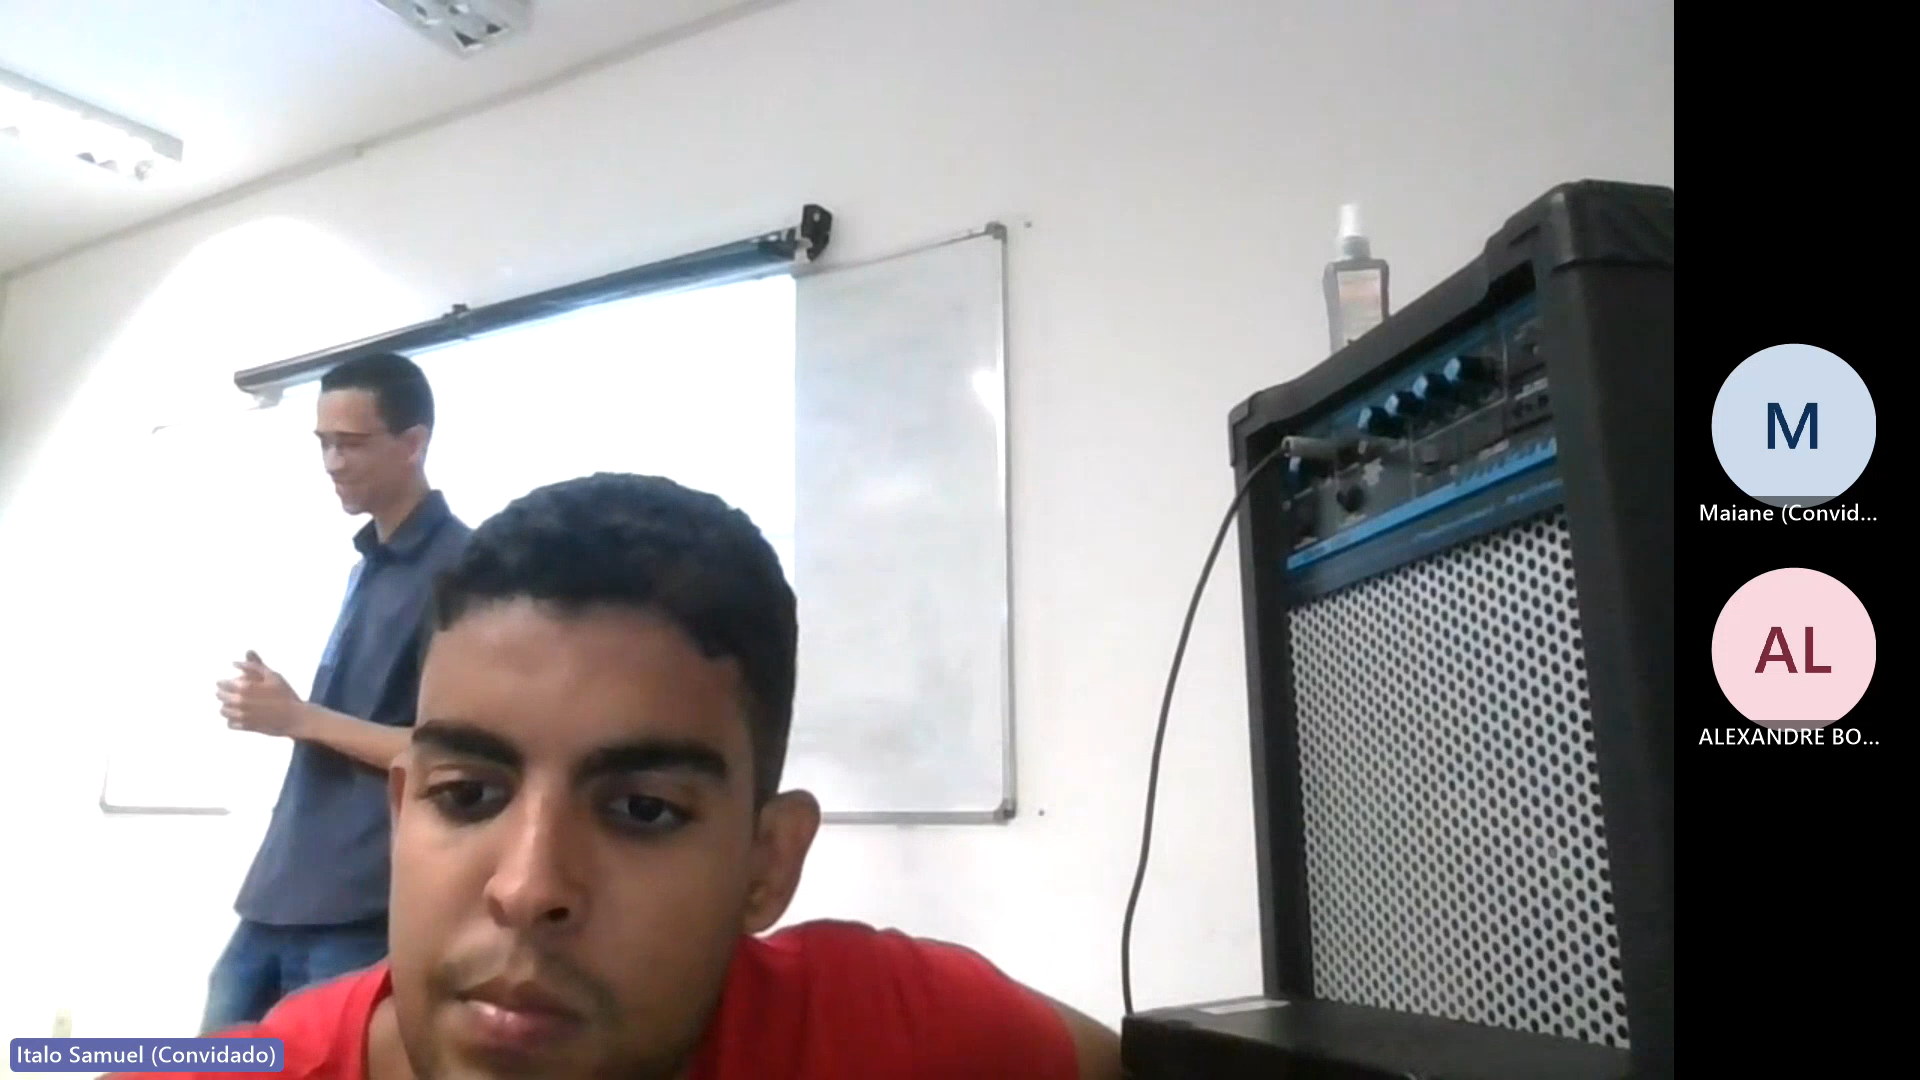 M
Maiane (Convid...
AL
ALEXANDRE BO...
Italo Samuel (Convidado)